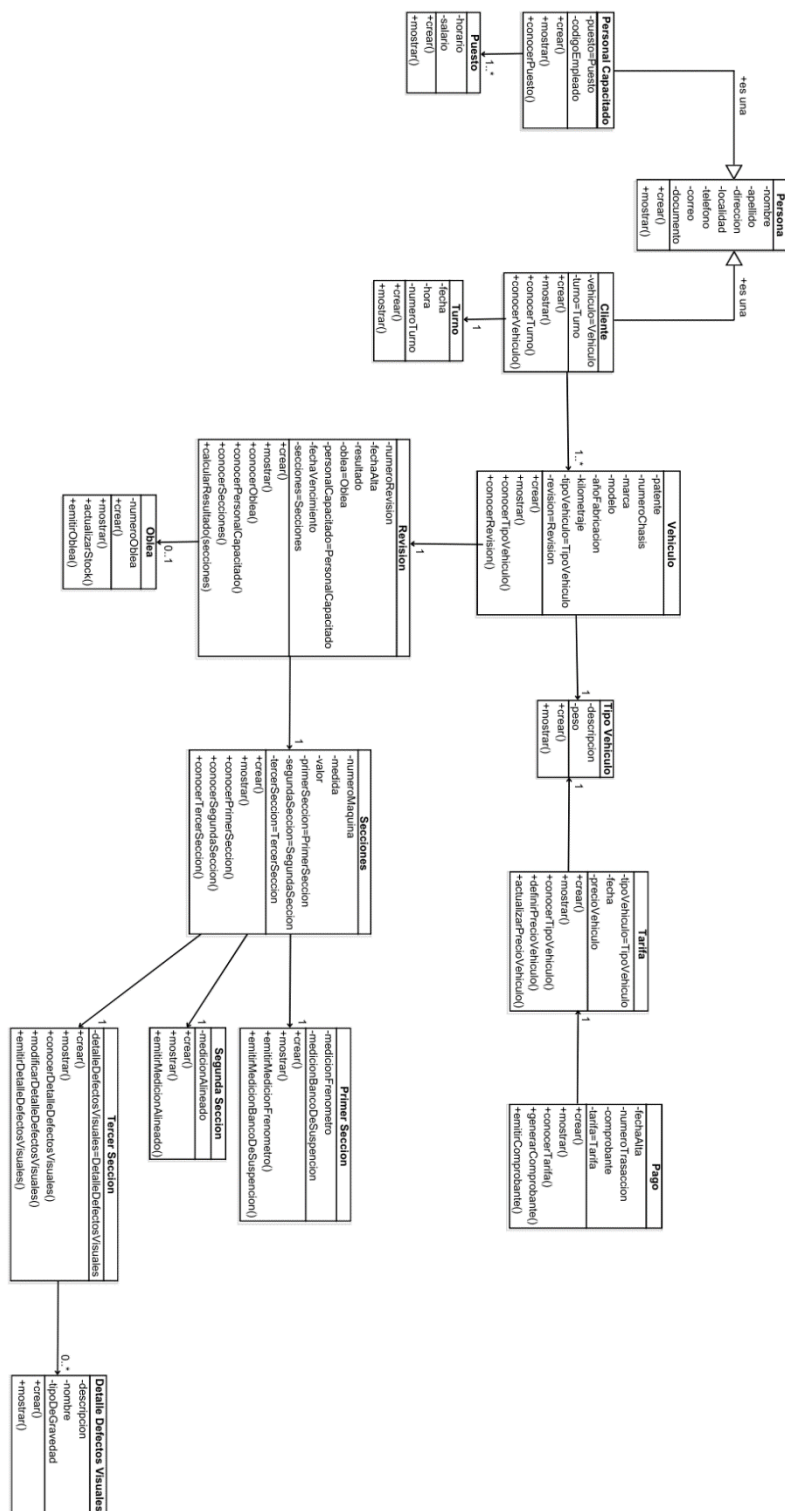 Persona
-nombre
-apellido
-direccion
-localidad
-telefono
-correo
-documento
+crear()
+mostrar()
+es una
+es una
Personal Capacitado
-puesto=Puesto
-codigoEmpleado
+crear()
+mostrar()
+conocerPuesto()
1..*
Puesto
-horario
-salario
+crear()
+mostrar()
Cliente
-vehiculo=Vehiculo
-turno=Turno
+crear()
+mostrar()
+conocerTurno()
+conocerVehiculo()
1
Turno
-fecha
-hora
-numeroTurno
+crear()
+mostrar()
1..*
Vehiculo
-patente
-numeroChasis
-marca
-modelo
-añoFabricacion
-kilometraje
-tipoVehiculo=TipoVehiculo
-revision=Revision
+crear()
+mostrar()
+conocerTipoVehiculo()
+conocerRevision()
1
Tipo Vehiculo
-descripcion
-peso
+crear()
+mostrar()
1
Tarifa
-tipoVehiculo=TipoVehiculo
-fecha
-precioVehiculo
+crear()
+mostrar()
+conocerTipoVehiculo()
+definirPrecioVehiculo()
+actualizarPrecioVehiculo()
1
Pago
-fechaAlta
-numeroTrasaccion
-comprobante
-tarifa=Tarifa
+crear()
+mostrar()
+conocerTarifa()
+generarComprobante()
+emitirComprobante()
1
Revision
-numeroRevision
-fechaAlta
-resultado
-oblea=Oblea
-personalCapacitado=PersonalCapacitado
-fechaVencimiento
-secciones=Secciones
+crear()
+mostrar()
+conocerOblea()
+conocerPersonalCapacitado()
+conocerSecciones()
+calcularResultado(secciones)
0..1
Oblea
-numeroOblea
+crear()
+mostrar()
+actualizarStock()
+emitirOblea()
1
Secciones
-numeroMaquina
-medida
-valor
-primerSeccion=PrimerSeccion
-segundaSeccion=SegundaSeccion
-tercerSeccion=TercerSeccion
+crear()
+mostrar()
+conocerPrimerSeccion()
+conocerSegundaSeccion()
+conocerTercerSeccion()
1
Primer Seccion
-medicionFrenometro
-medicionBancoDeSuspencion
+crear()
+mostrar()
+emitirMedicionFrenometro()
+emitirMedicionBancoDeSuspencion()
1
Segunda Seccion
-medicionAlineado
+crear()
+mostrar()
+emitirMedicionAlineado()
1
Tercer Seccion
-detalleDefectosVisuales=DetalleDefectosVisuales
+crear()
+mostrar()
+conocerDetalleDefectosVisuales()
+modificarDetalleDefectosVisuales()
+emitirDetalleDefectosVisuales()
0..*
Detalle Defectos Visuales
-descripcion
-nombre
-tipoDeGravedad
+crear()
+mostrar()